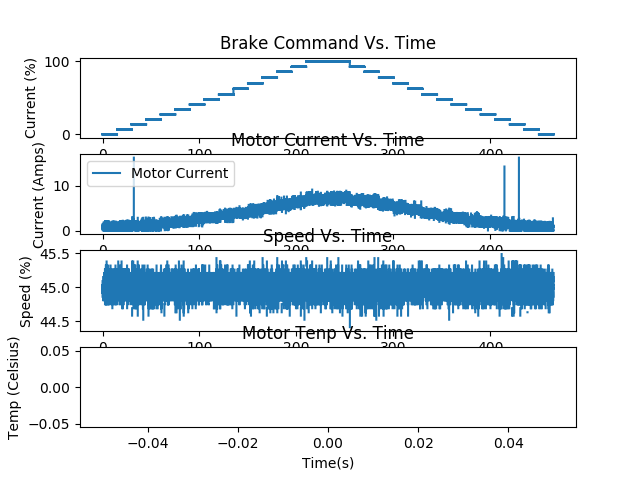 Brake Command Vs. Time
Current (%)
100
0
0 100 200 300 400
Motor Current Vs. Time
Current (Amps)
10
0
Motor Current
0 100 200 300 400
Speed Vs. Time
Speed (%)
45.5
45.0
44.5
0 100 200 300 400
Motor Tenp Vs. Time
Temp (Celsius)
0.05
0.00
−0.05
−0.04 −0.02 0.00 0.02 0.04
Time(s)